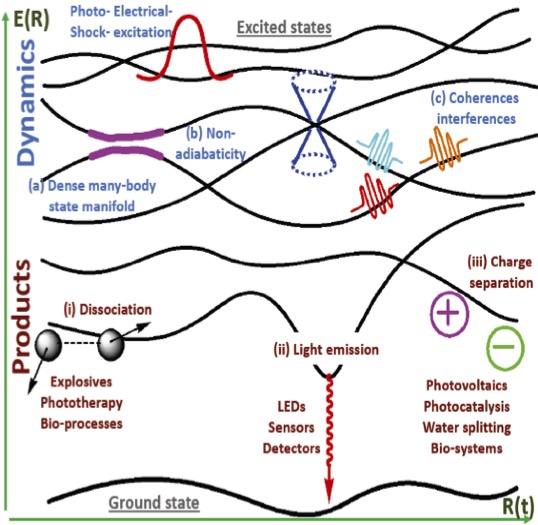 E(R)
Photo- Electrical-
Shock- excitation
Excited states
Dynamics
(c) Coherences
interferences
(b) Non-
adiabaticity
(a) Dense many-body
state manifold
(iii) Charge
separation
Products
(i) Dissociation
+
(ii) Light emission
−
Explosives
Phototherapy
Bio-processes
LEDs
Sensors
Detectors
Photovoltaics
Photocatalysis
Water splitting
Bio-systems
Ground state
R(t)